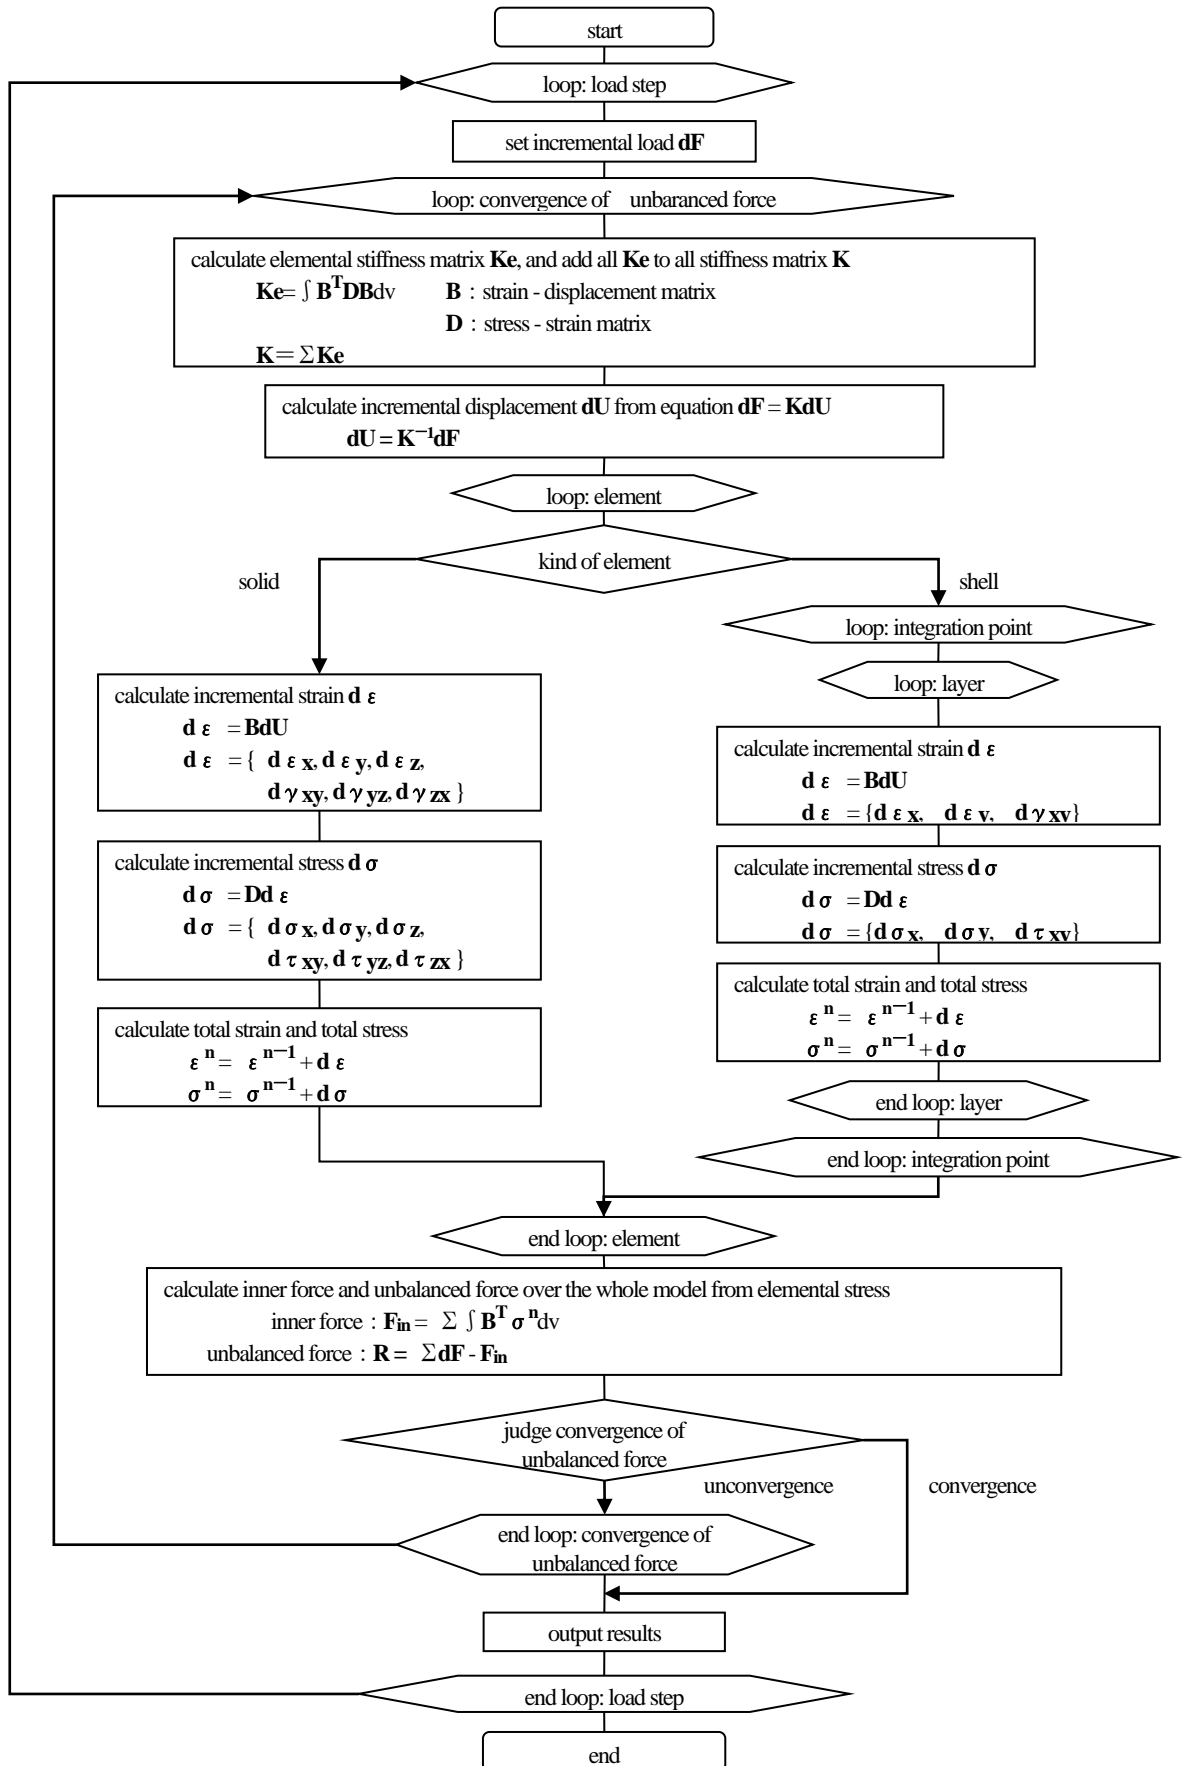 start
loop: load step
set incremental load dF
loop: convergence of unbaranced force
calculate elemental stiffness matrix Ke, and add all Ke to all stiffness matrix K
Ke= ∫ B^T DBdv B : strain - displacement matrix
D : stress - strain matrix
K = Σ Ke
calculate incremental displacement dU from equation dF = KdU
dU = K^−1 dF
loop: element
kind of element
solid
shell
loop: integration point
loop: layer
calculate incremental strain d ε
d ε = BdU
d ε = { d ε x, d ε y, d ε z,
d γ xy, d γ yz, d γ zx }
calculate incremental stress d σ
d σ = Dd ε
d σ = { d σ x, d σ y, d σ z,
d τ xy, d τ yz, d τ zx }
calculate total strain and total stress
ε^n = ε^n−1 + d ε
σ^n = σ^n−1 + d σ
calculate incremental strain d ε
d ε = BdU
d ε = {d ε x, d ε y, d γ xy}
calculate incremental stress d σ
d σ = Dd ε
d σ = {d σ x, d σ y, d τ xy}
calculate total strain and total stress
ε^n = ε^n−1 + d ε
σ^n = σ^n−1 + d σ
end loop: layer
end loop: integration point
end loop: element
calculate inner force and unbalanced force over the whole model from elemental stress
inner force : Fin = Σ ∫ B^T σ^n dv
unbalanced force : R = Σ dF - Fin
judge convergence of
unbalanced force
unconvergence
convergence
end loop: convergence of
unbalanced force
output results
end loop: load step
end